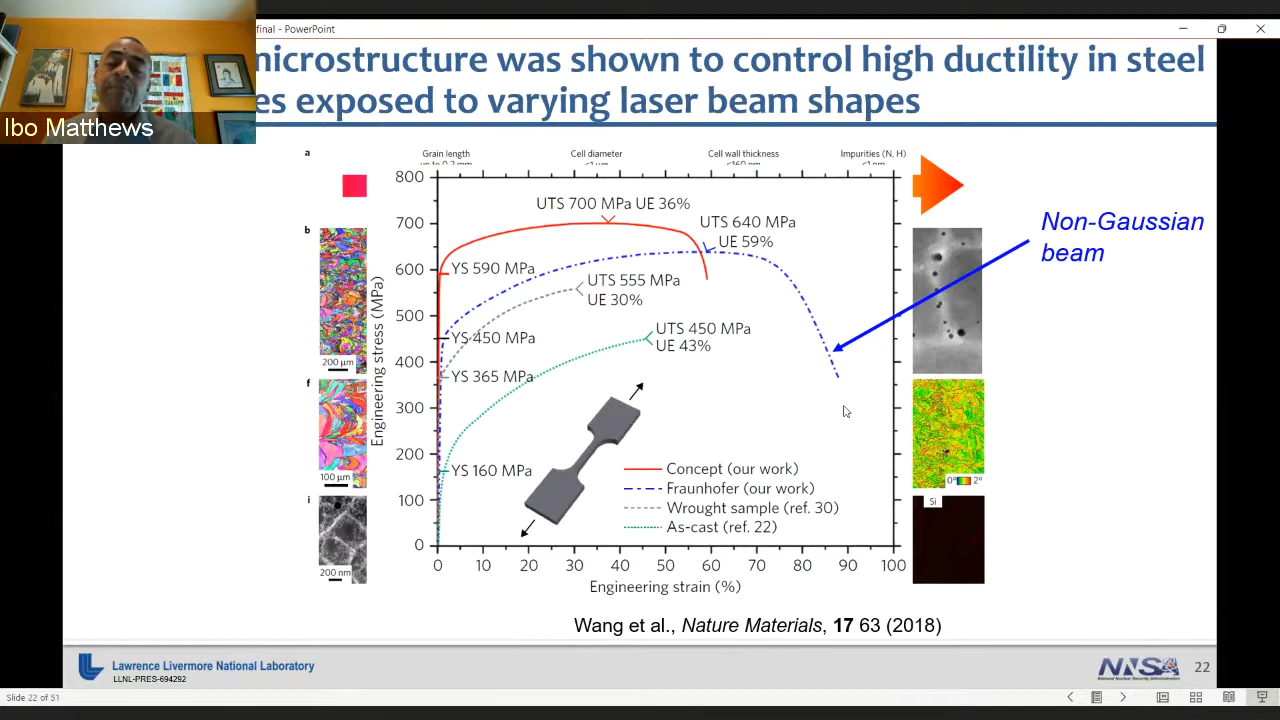 final - PowerPoint
microstructure was shown to control high ductility in steel
es exposed to varying laser beam shapes
Ibo Matthews
a
Grain length
Cell diameter
Cell wall thickness
Impurities (N, H)
up to 0.2 mm
<1 µm
<160 nm
<1 nm
800
700
600
500
400
300
200
100
0
Engineering stress (MPa)
UTS 700 MPa UE 36%
UTS 640 MPa
UE 59%
YS 590 MPa
UTS 555 MPa
UE 30%
YS 450 MPa
UTS 450 MPa
UE 43%
YS 365 MPa
YS 160 MPa
Concept (our work)
Fraunhofer (our work)
Wrought sample (ref. 30)
As-cast (ref. 22)
0 10 20 30 40 50 60 70 80 90 100
Engineering strain (%)
b
200 µm
f
100 µm
i
200 nm
Non-Gaussian
beam
0° 2°
Si
Wang et al., Nature Materials, 17 63 (2018)
Lawrence Livermore National Laboratory
LLNL-PRES-694292
NNSA
National Nuclear Security Administration
22
Slide 22 of 51